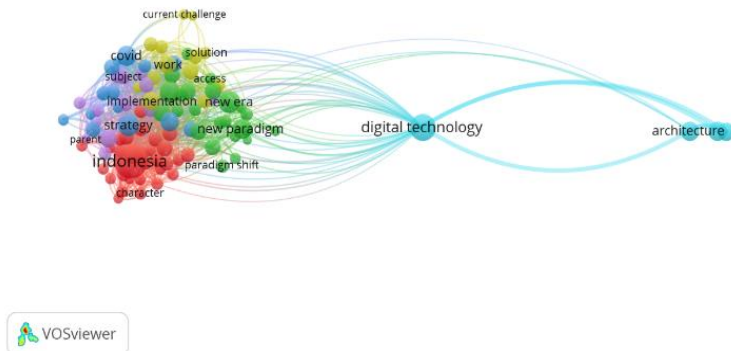 current challenge
covid
solution
work
subject
access
implementation
new era
strategy
new paradigm
digital technology
architecture
parent
indonesia
paradigm shift
character
VOSviewer